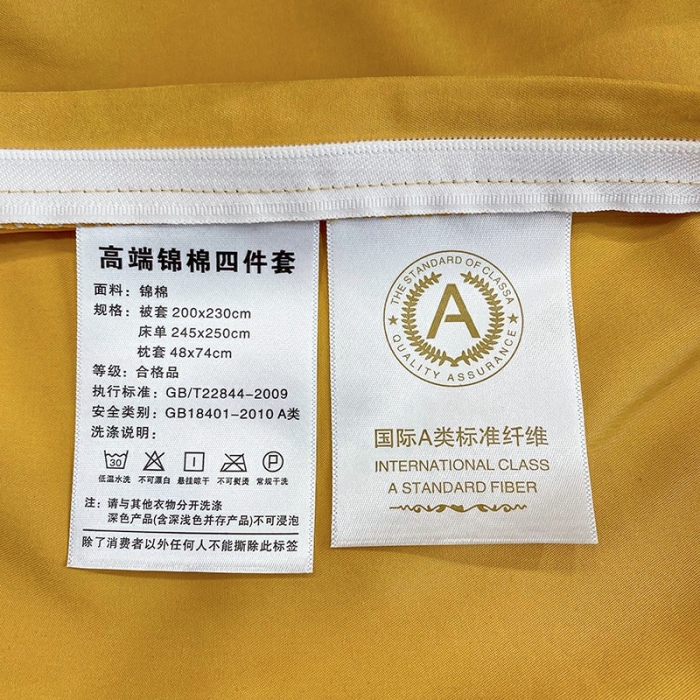 高端锦棉四件套
面料：锦棉
规格：被套 200x230cm
床单 245x250cm
枕套 48x74cm
等级：合格品
执行标准：GB/T22844-2009
安全类别：GB18401-2010 A类
洗涤说明：
30 P
低温水洗 不可漂白 悬挂晾干 不可熨烫 常规干洗
注：请与其他衣物分开洗涤
深色产品(含深浅色并存产品)不可浸泡
除了消费者以外任何人不能撕除此标签
THE STANDARD OF CLASSA
A
QUALITY ASSURANCE
国际A类标准纤维
INTERNATIONAL CLASS
A STANDARD FIBER